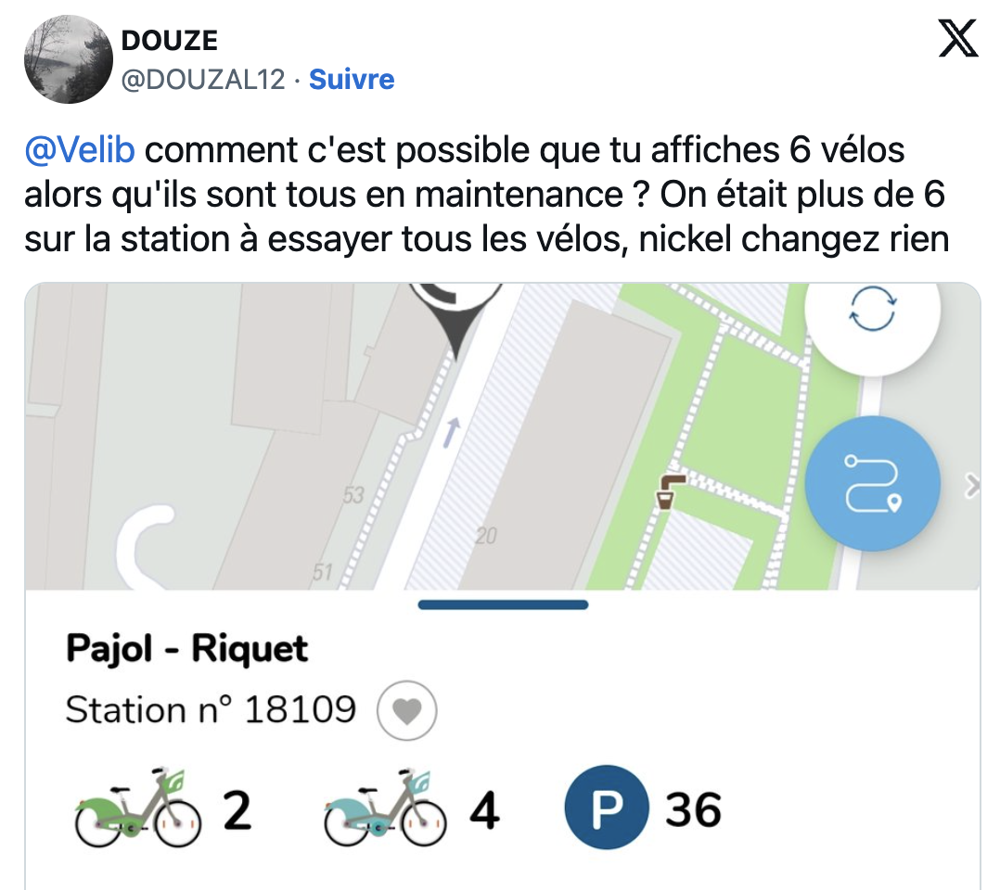 DOUZE
@DOUZAL12 · Suivre
@Velib comment c'est possible que tu affiches 6 vélos
alors qu'ils sont tous en maintenance ? On était plus de 6
sur la station à essayer tous les vélos, nickel changez rien
53
20
51
Pajol - Riquet
Station n° 18109
2 4 P 36